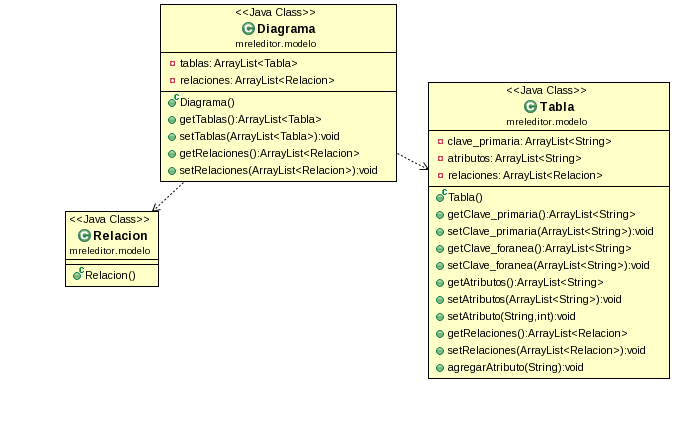 <<Java Class>>
Diagrama
mreleditor.modelo
tablas: ArrayList<Tabla>
relaciones: ArrayList<Relacion>
Diagrama()
getTablas():ArrayList<Tabla>
setTablas(ArrayList<Tabla>):void
getRelaciones():ArrayList<Relacion>
setRelaciones(ArrayList<Relacion>):void
<<Java Class>>
Tabla
mreleditor.modelo
clave_primaria: ArrayList<String>
atributos: ArrayList<String>
relaciones: ArrayList<Relacion>
Tabla()
getClave_primaria():ArrayList<String>
setClave_primaria(ArrayList<String>):void
getClave_foranea():ArrayList<String>
setClave_foranea(ArrayList<String>):void
getAtributos():ArrayList<String>
setAtributos(ArrayList<String>):void
setAtributo(String,int):void
getRelaciones():ArrayList<Relacion>
setRelaciones(ArrayList<Relacion>):void
agregarAtributo(String):void
<<Java Class>>
Relacion
mreleditor.modelo
Relacion()